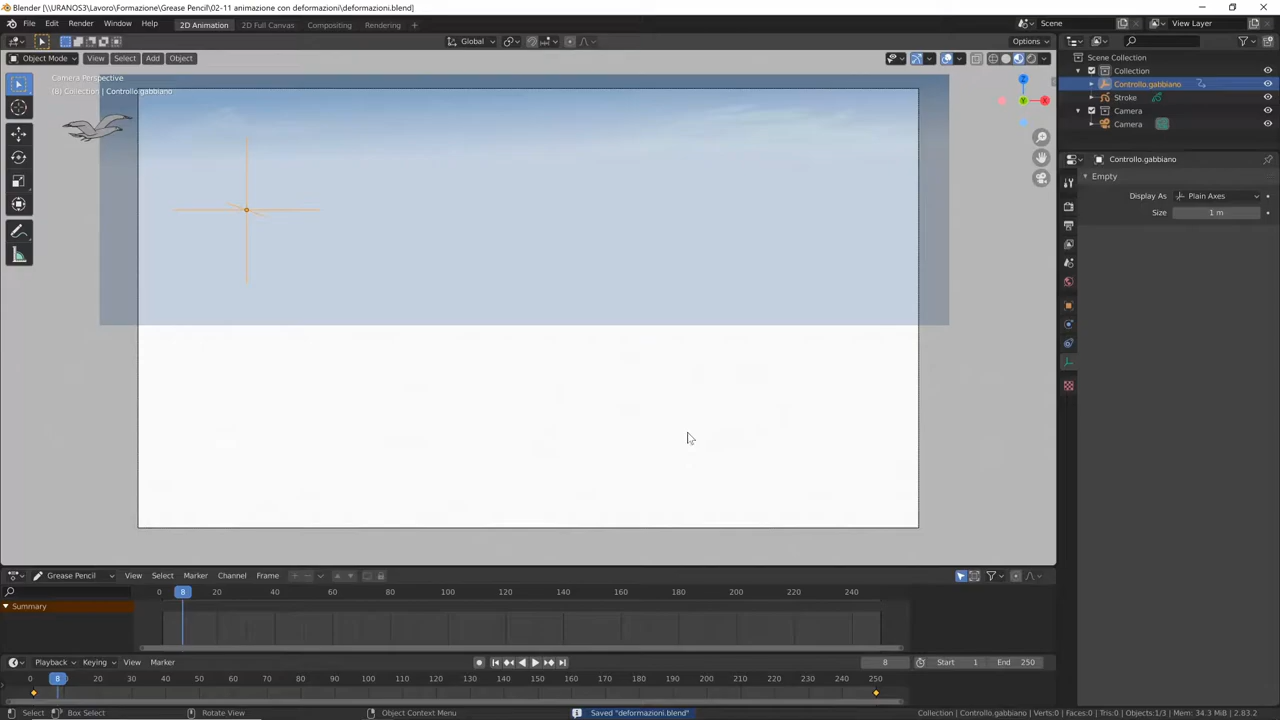 Blender [\\URANOS3\Lavoro\Formazione\Grease Pencil\02-11 animazione con deformazioni\deformazioni.blend]
File Edit Render Window Help 2D Animation 2D Full Canvas Compositing Rendering + Scene View Layer
Global Options
Object Mode View Select Add Object
Camera Perspective
(8) Collection | Controllo.gabbiano
Z
Y X
Scene Collection
Collection
Controllo.gabbiano
Stroke
Camera
Camera
Controllo.gabbiano
Empty
Display As Plain Axes
Size 1 m
Grease Pencil View Select Marker Channel Frame
0 8 20 40 60 80 100 120 140 160 180 200 220 240
Summary
Playback Keying View Marker 8 Start 1 End 250
0 8 20 30 40 50 60 70 80 90 100 110 120 130 140 150 160 170 180 190 200 210 220 230 240 250
Select Box Select Rotate View Object Context Menu Saved "deformazioni.blend" Collection | Controllo.gabbiano | Verts:0 | Faces:0 | Tris:0 | Objects:1/3 | Mem: 34.3 MiB | 2.83.2